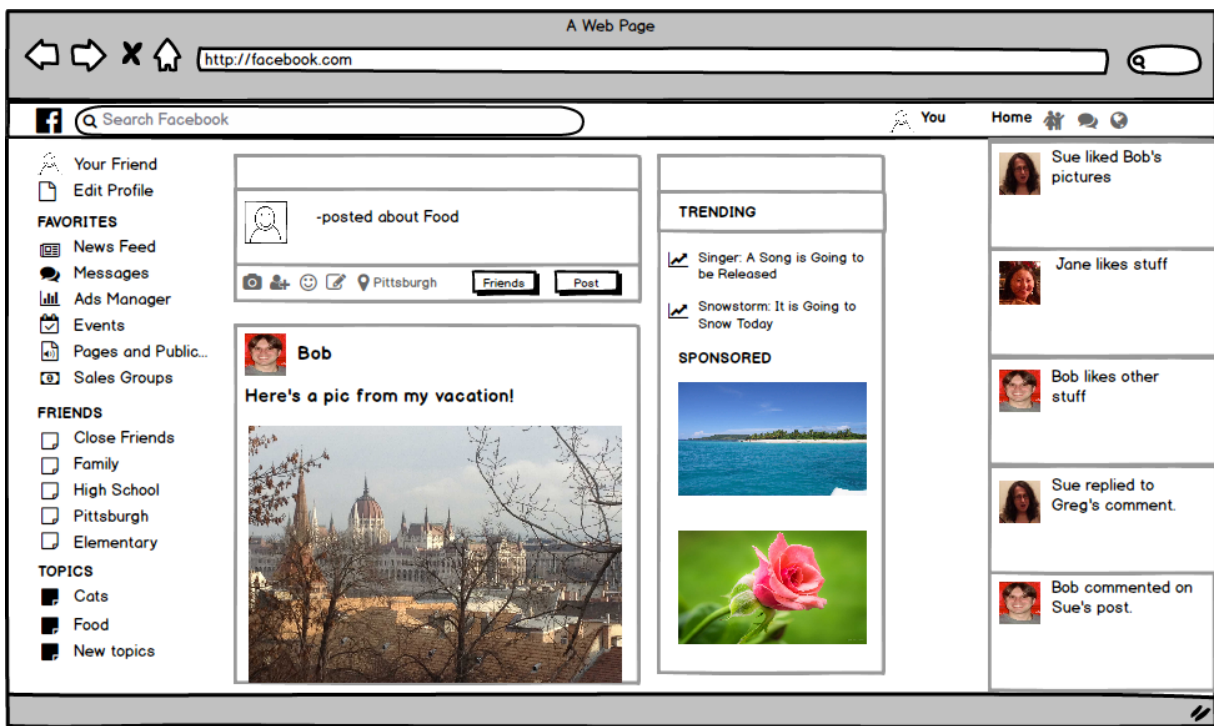 A Web Page
http://facebook.com
Search Facebook
You
Home
Your Friend
Edit Profile
FAVORITES
News Feed
Messages
Ads Manager
Events
Pages and Public...
Sales Groups
FRIENDS
Close Friends
Family
High School
Pittsburgh
Elementary
TOPICS
Cats
Food
New topics
-posted about Food
Pittsburgh
Friends
Post
Bob
Here's a pic from my vacation!
TRENDING
Singer: A Song is Going to
be Released
Snowstorm: It is Going to
Snow Today
SPONSORED
Sue liked Bob's
pictures
Jane likes stuff
Bob likes other
stuff
Sue replied to
Greg's comment.
Bob commented on
Sue's post.